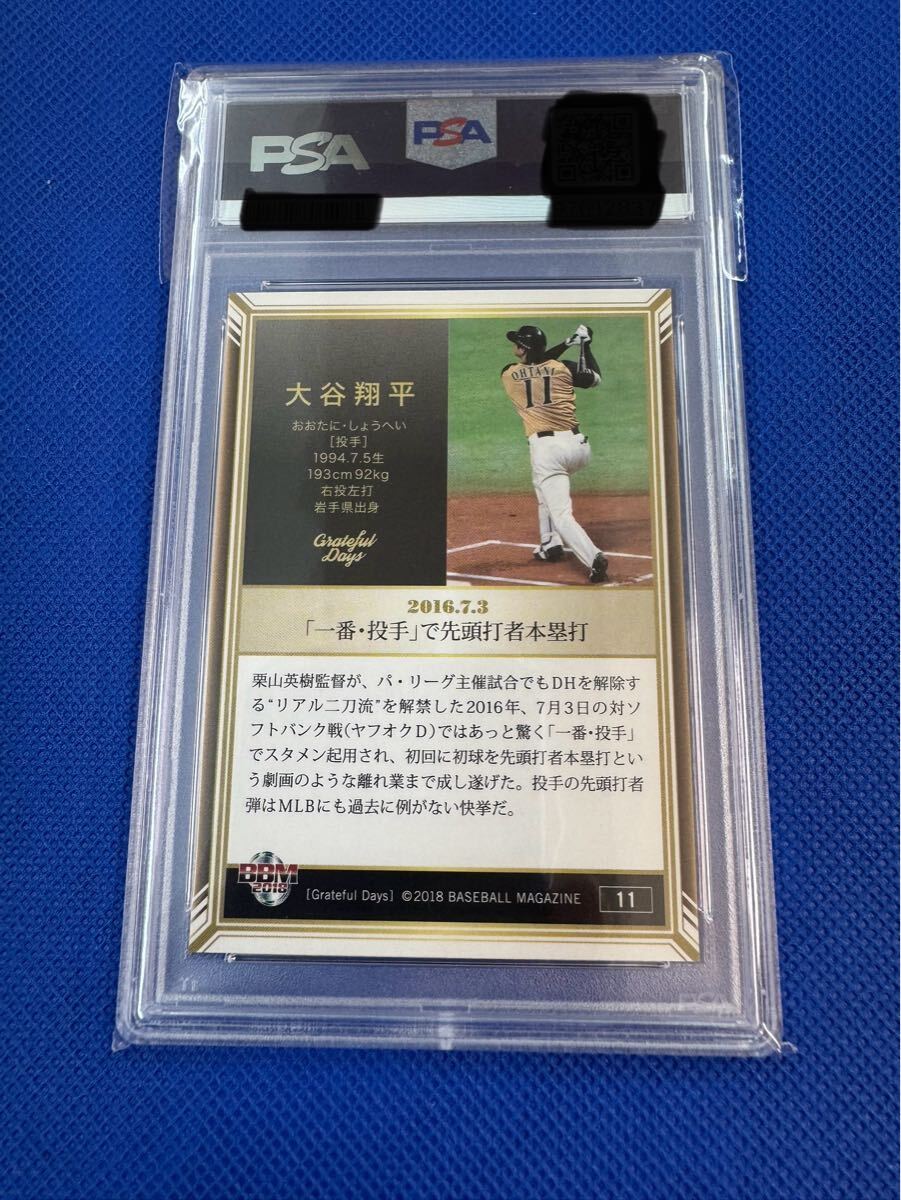 PSA
PSA
大谷翔平
おおたに・しょうへい
[投手]
1994.7.5生
193cm92kg
右投左打
岩手県出身
Grateful
Days
OHTANI
11
2016.7.3
「一番・投手」で先頭打者本塁打
栗山英樹監督が、パ・リーグ主催試合でもDHを解除す
る“リアル二刀流”を解禁した2016年、7月3日の対ソ
フトバンク戦(ヤフオクD)ではあっと驚く「一番・投手」
でスタメン起用され、初回に初球を先頭打者本塁打とい
う劇画のような離れ業まで成し遂げた。投手の先頭打者
弾はMLBにも過去に例がない快挙だ。
BBM
2018
[Grateful Days] ©2018 BASEBALL MAGAZINE 11
PSA